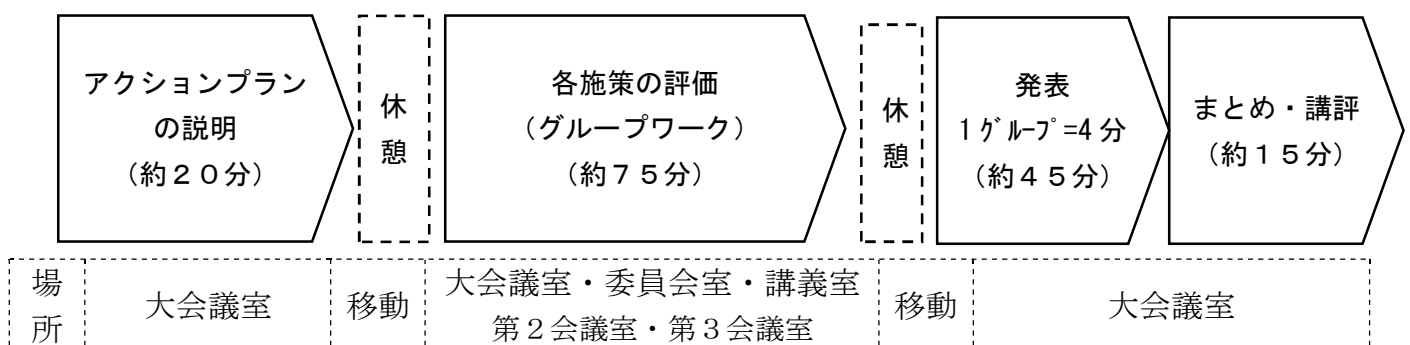 アクションプラン
の説明
（約２０分）
休
憩
各施策の評価
（グループワーク）
（約７５分）
休
憩
発表
1ｸﾞﾙｰﾌﾟ=4分
（約４５分）
まとめ・講評
（約１５分）
場
所
大会議室
移動
大会議室・委員会室・講義室
第２会議室・第３会議室
移動
大会議室